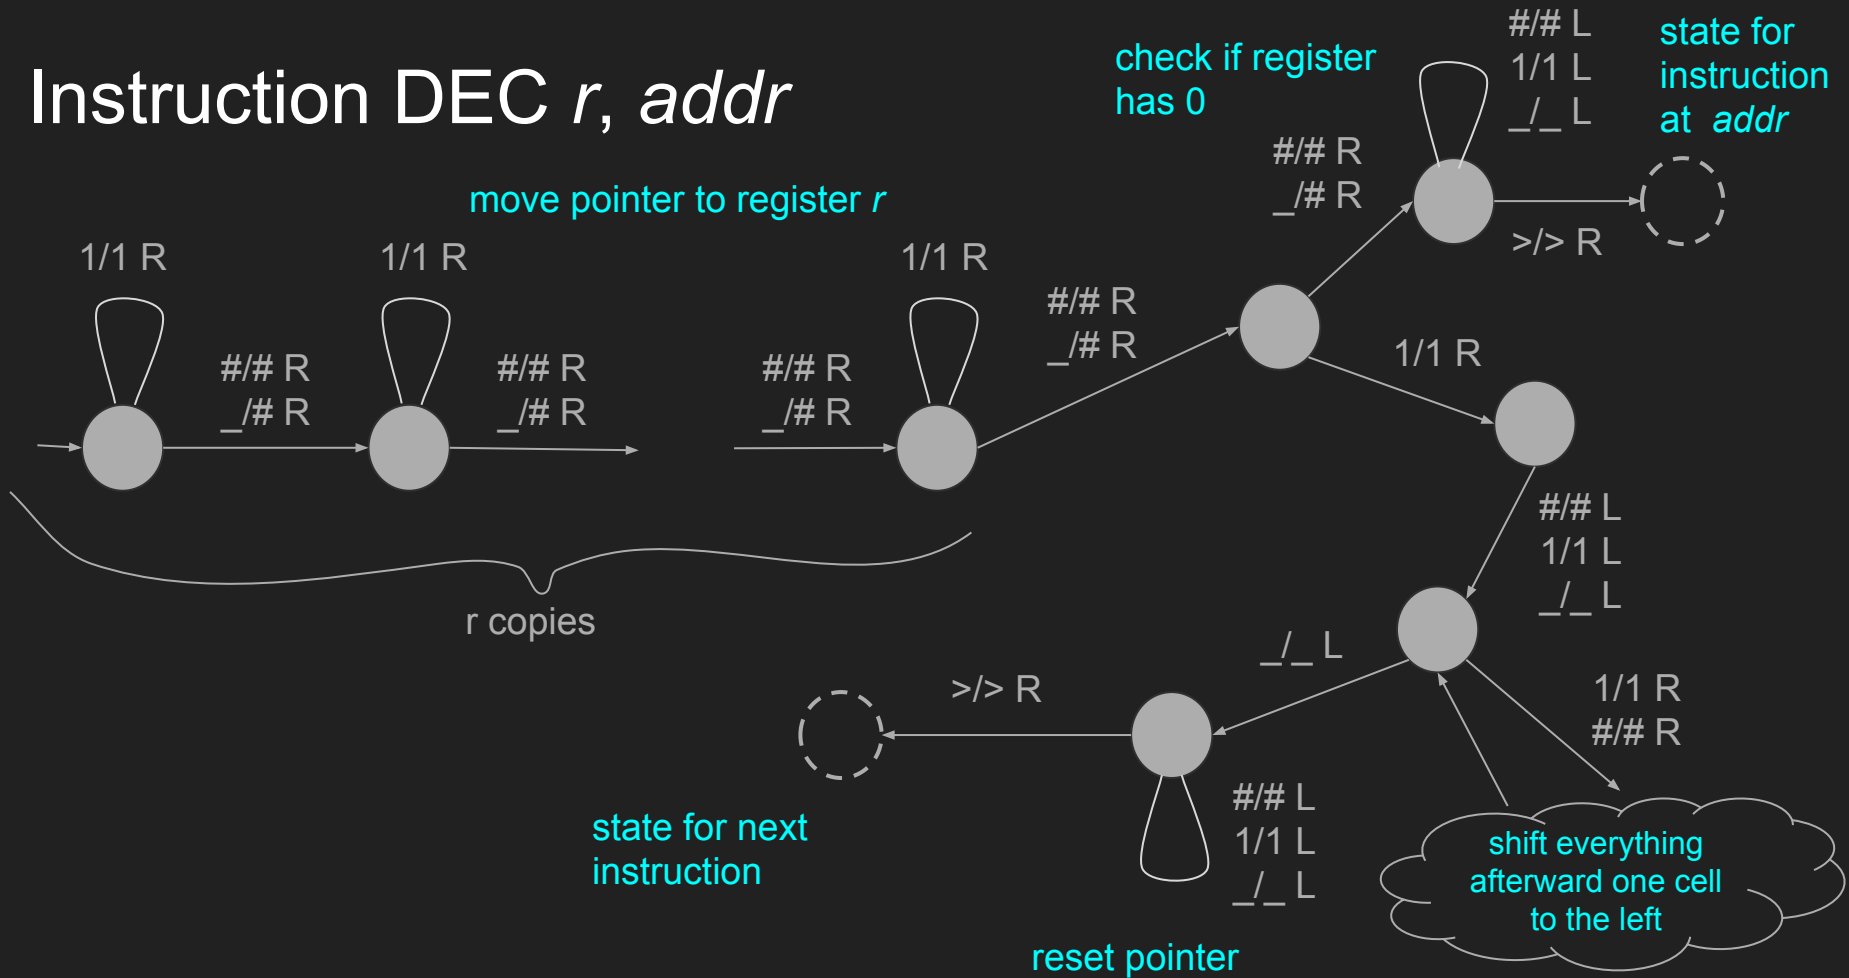 Instruction DEC r, addr
check if register
has 0
#/# L
1/1 L
_/_ L
state for
instruction
at addr
#/# R
_/# R
>/> R
move pointer to register r
1/1 R
1/1 R
1/1 R
#/# R
_/# R
#/# R
_/# R
#/# R
_/# R
#/# R
_/# R
1/1 R
#/# L
1/1 L
_/_ L
r copies
_/_ L
>/> R
1/1 R
#/# R
state for next
instruction
#/# L
1/1 L
_/_ L
shift everything
afterward one cell
to the left
reset pointer